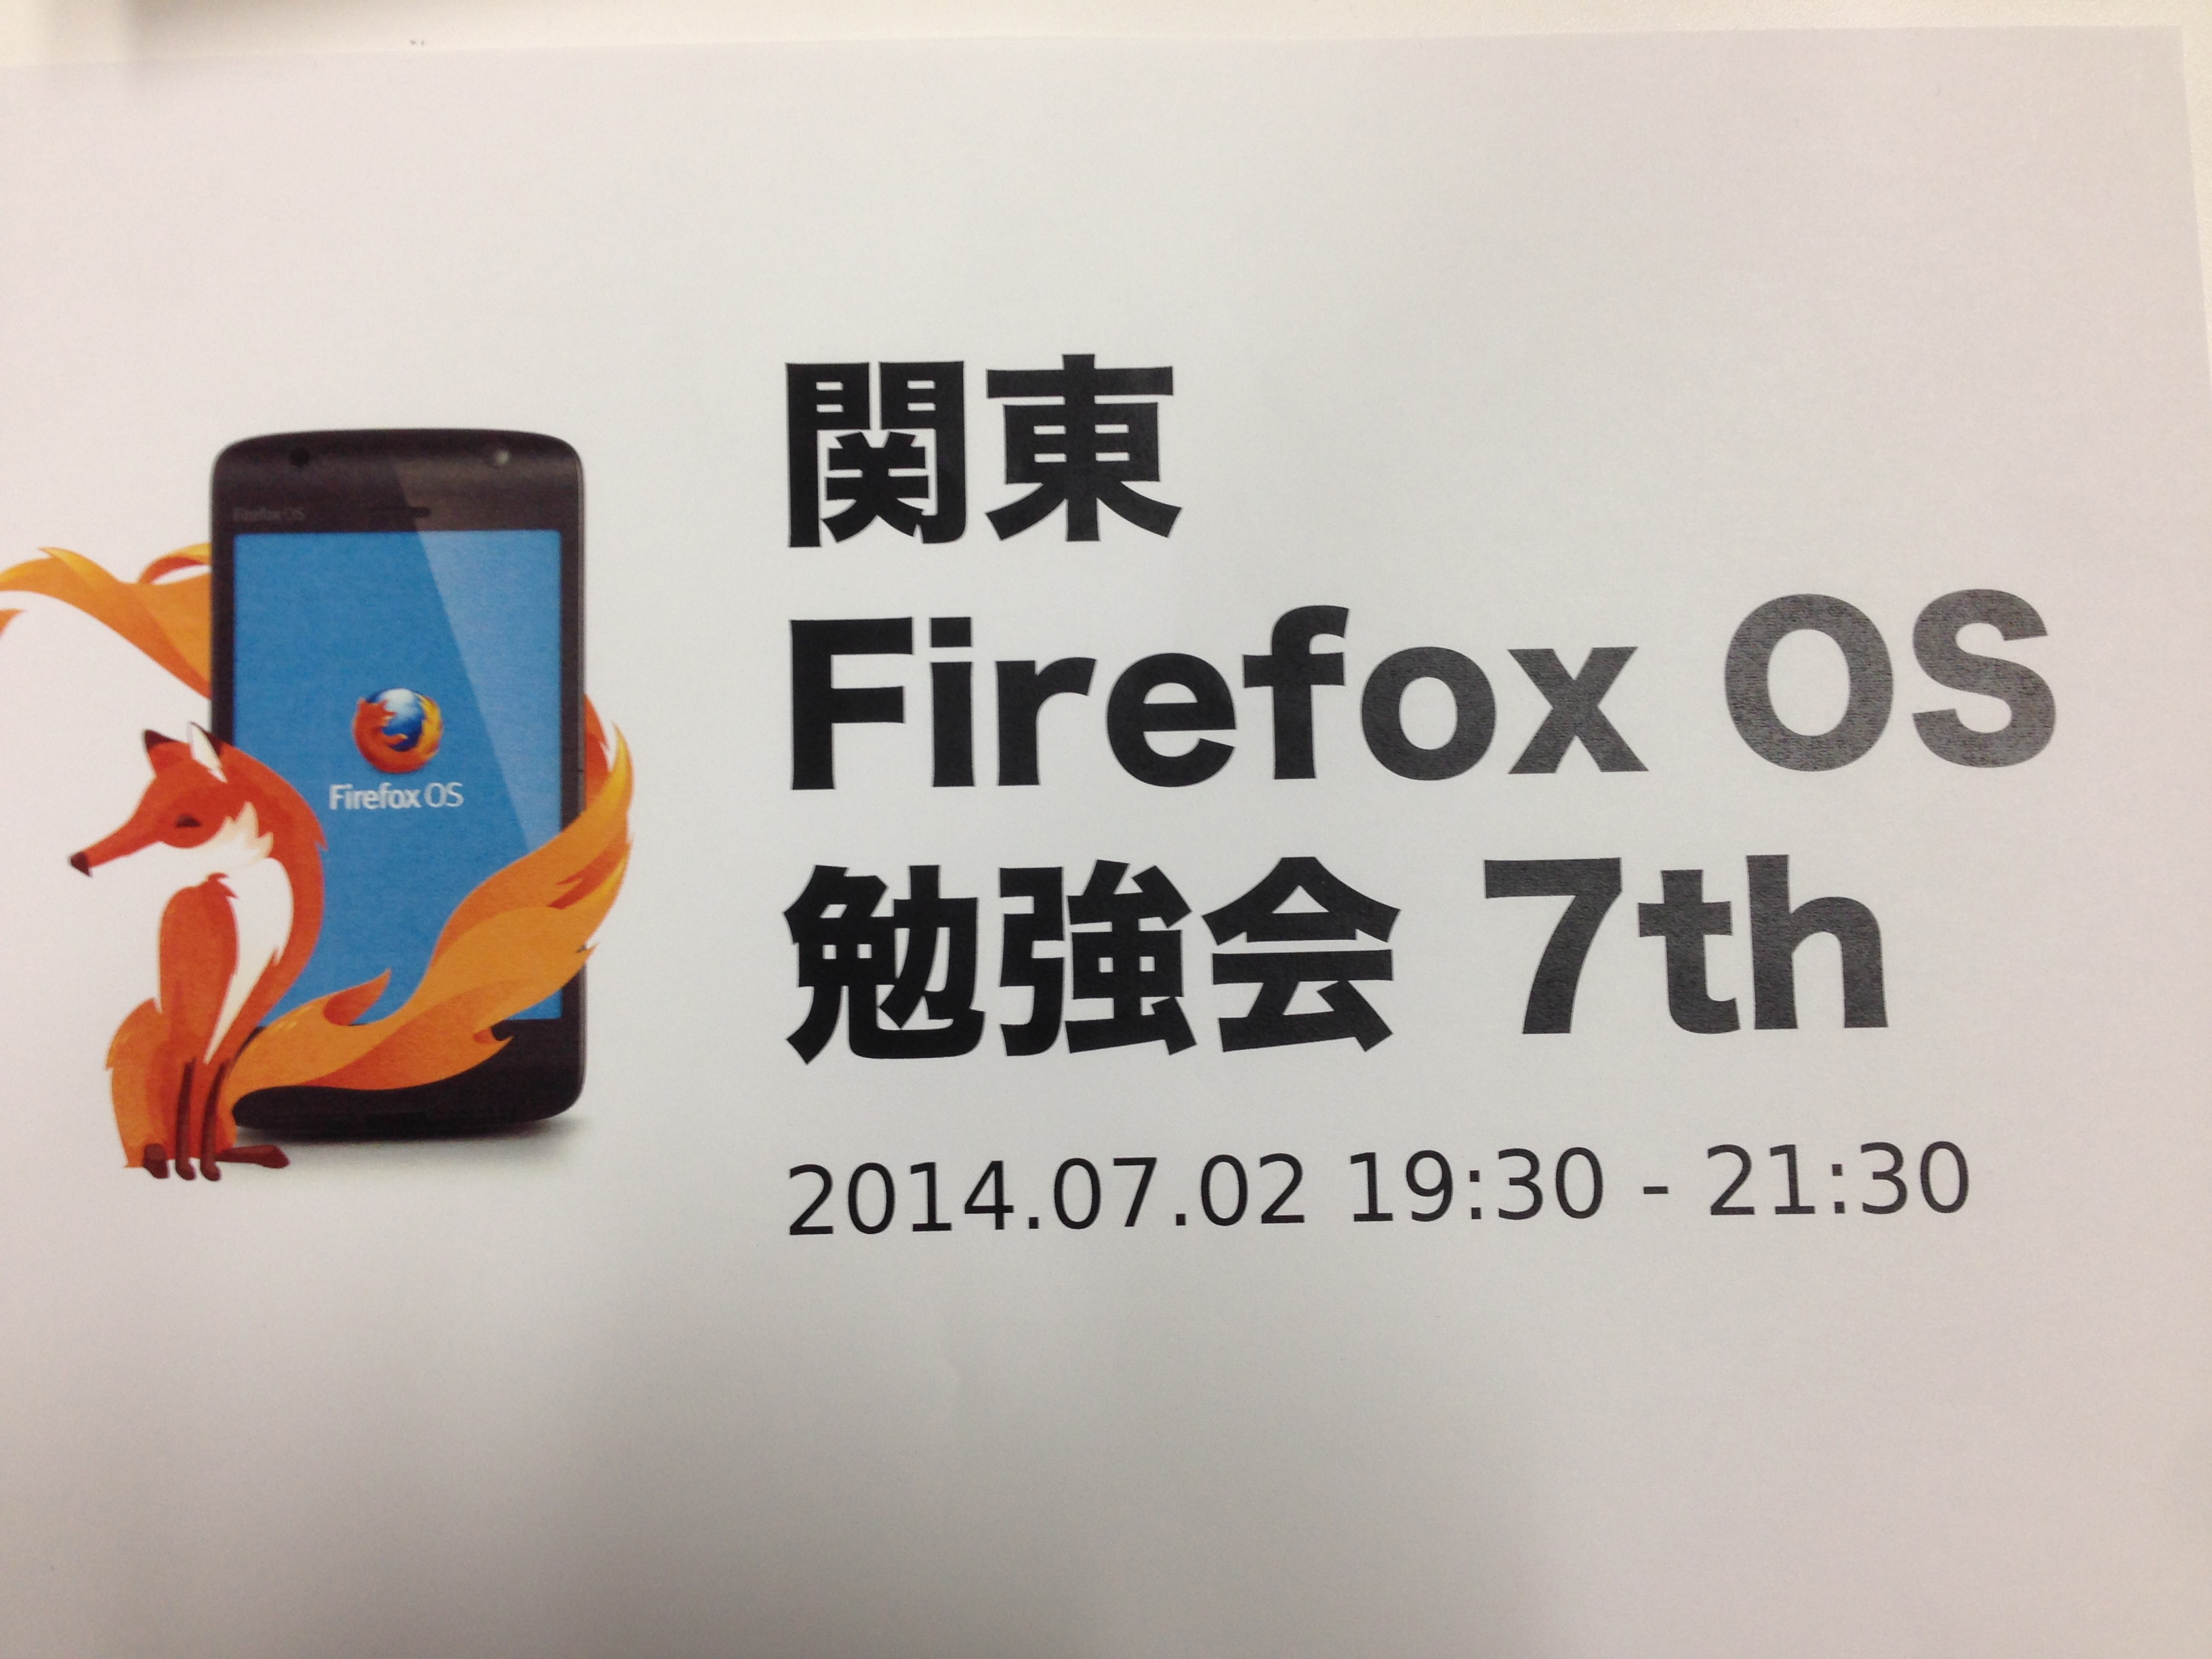 Firefox OS
Firefox OS
関東
Firefox OS
勉強会 7th
2014.07.02 19:30 - 21:30